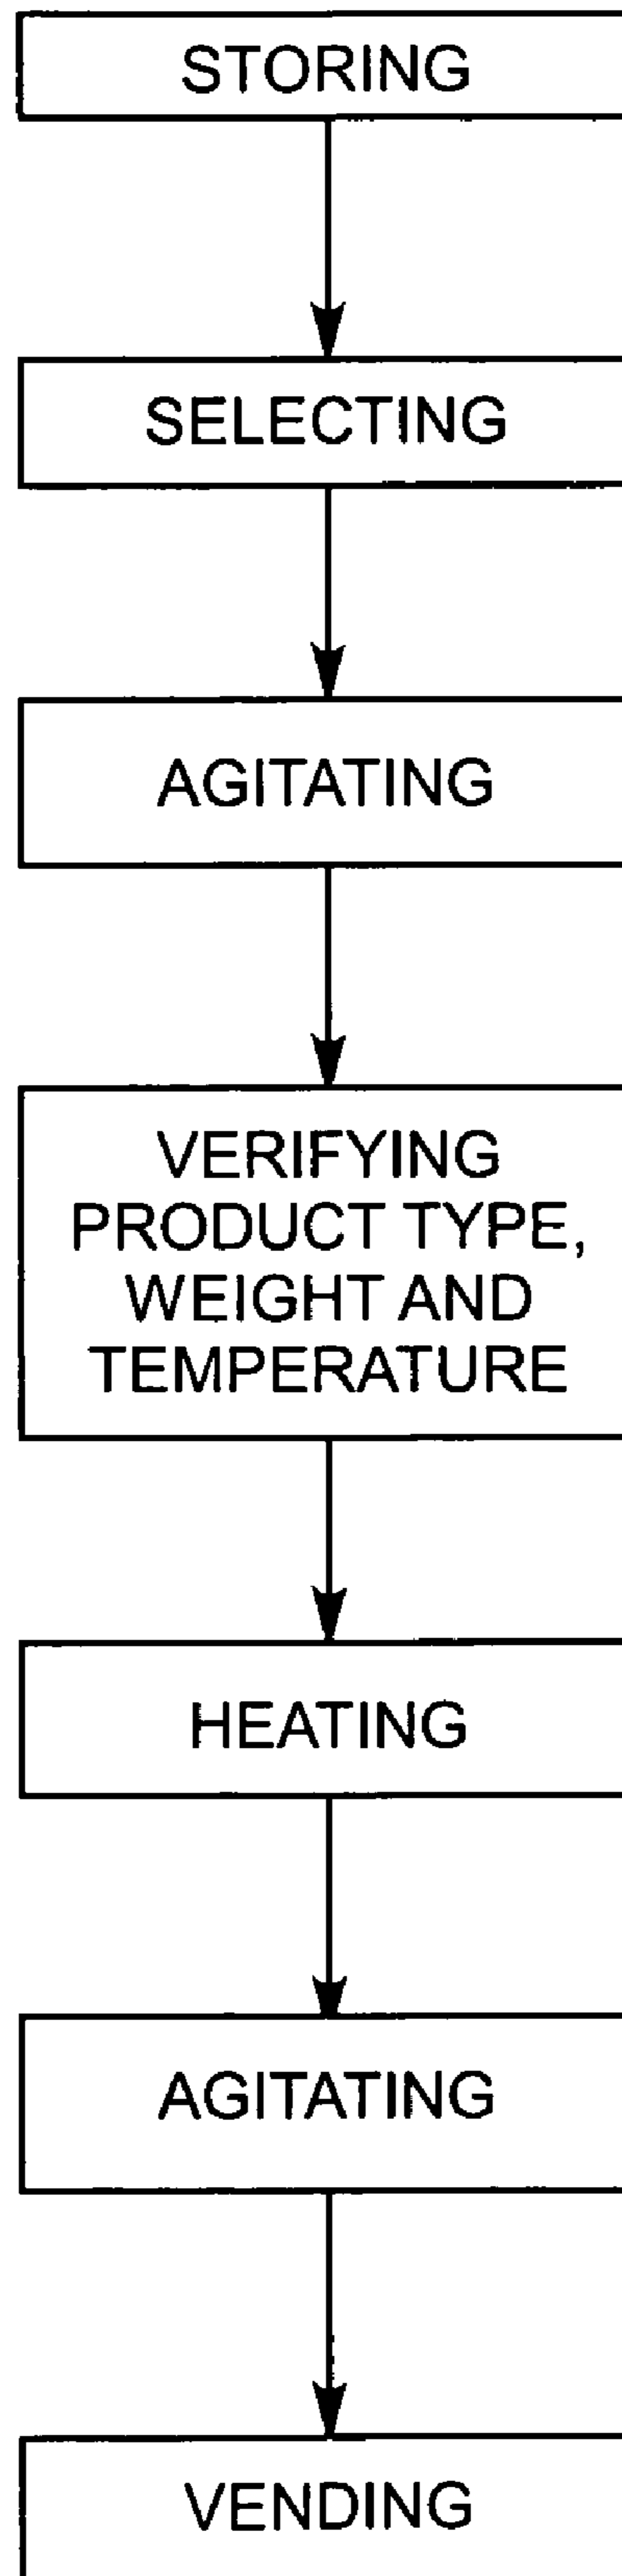 STORING
SELECTING
AGITATING
VERIFYING
PRODUCT TYPE,
WEIGHT AND
TEMPERATURE
HEATING
AGITATING
VENDING